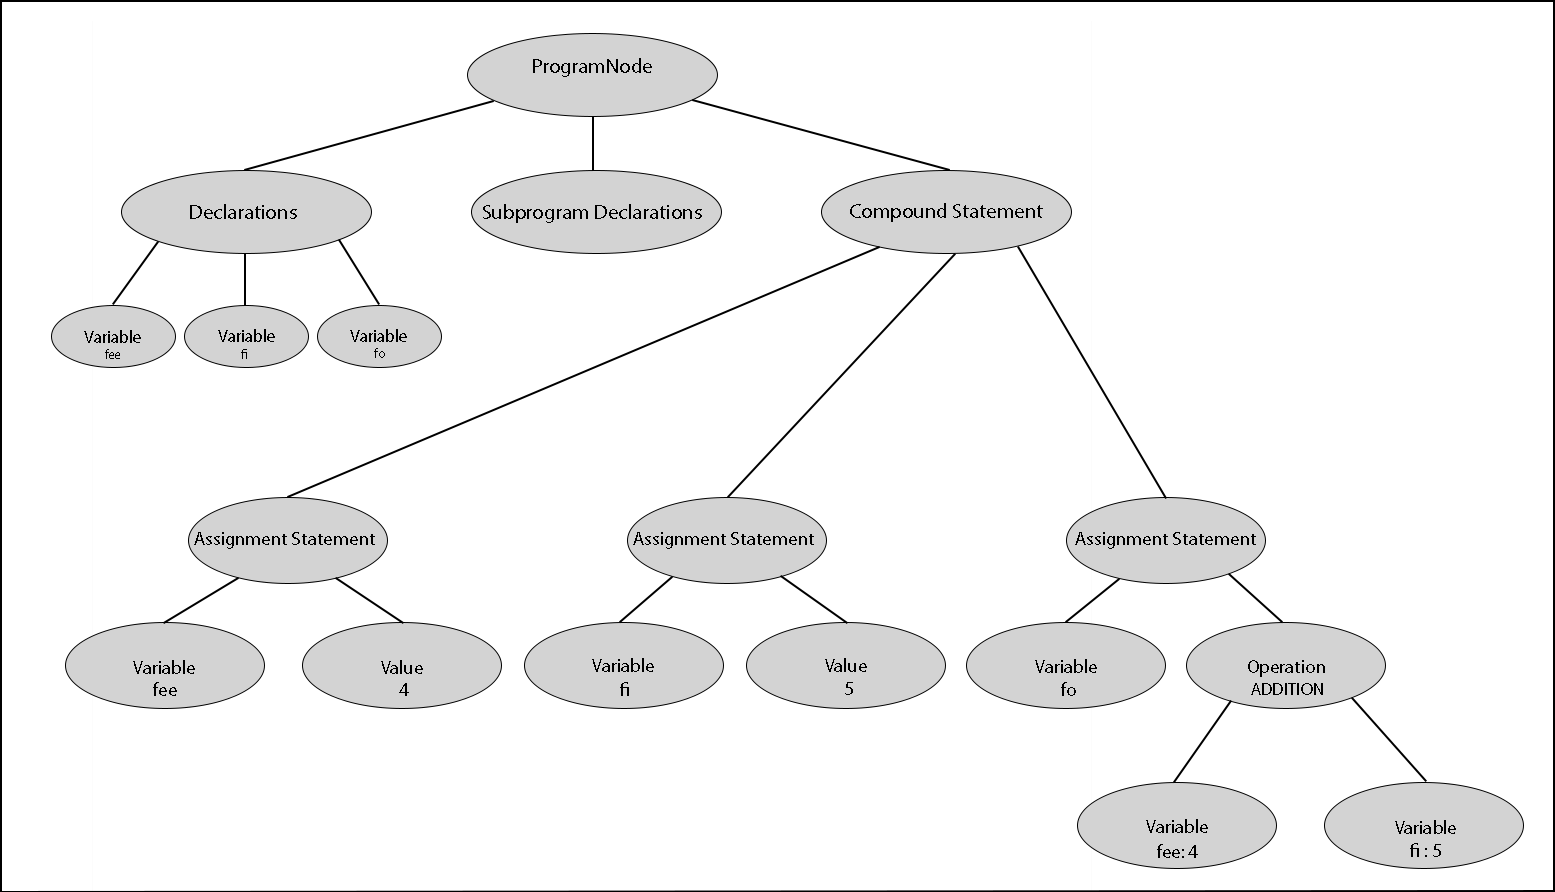 ProgramNode
Declarations
Subprogram Declarations
Compound Statement
Variable
fee
Variable
fi
Variable
fo
Assignment Statement
Assignment Statement
Assignment Statement
Variable
fee
Value
4
Variable
fi
Value
5
Variable
fo
Operation
ADDITION
Variable
fee: 4
Variable
fi : 5